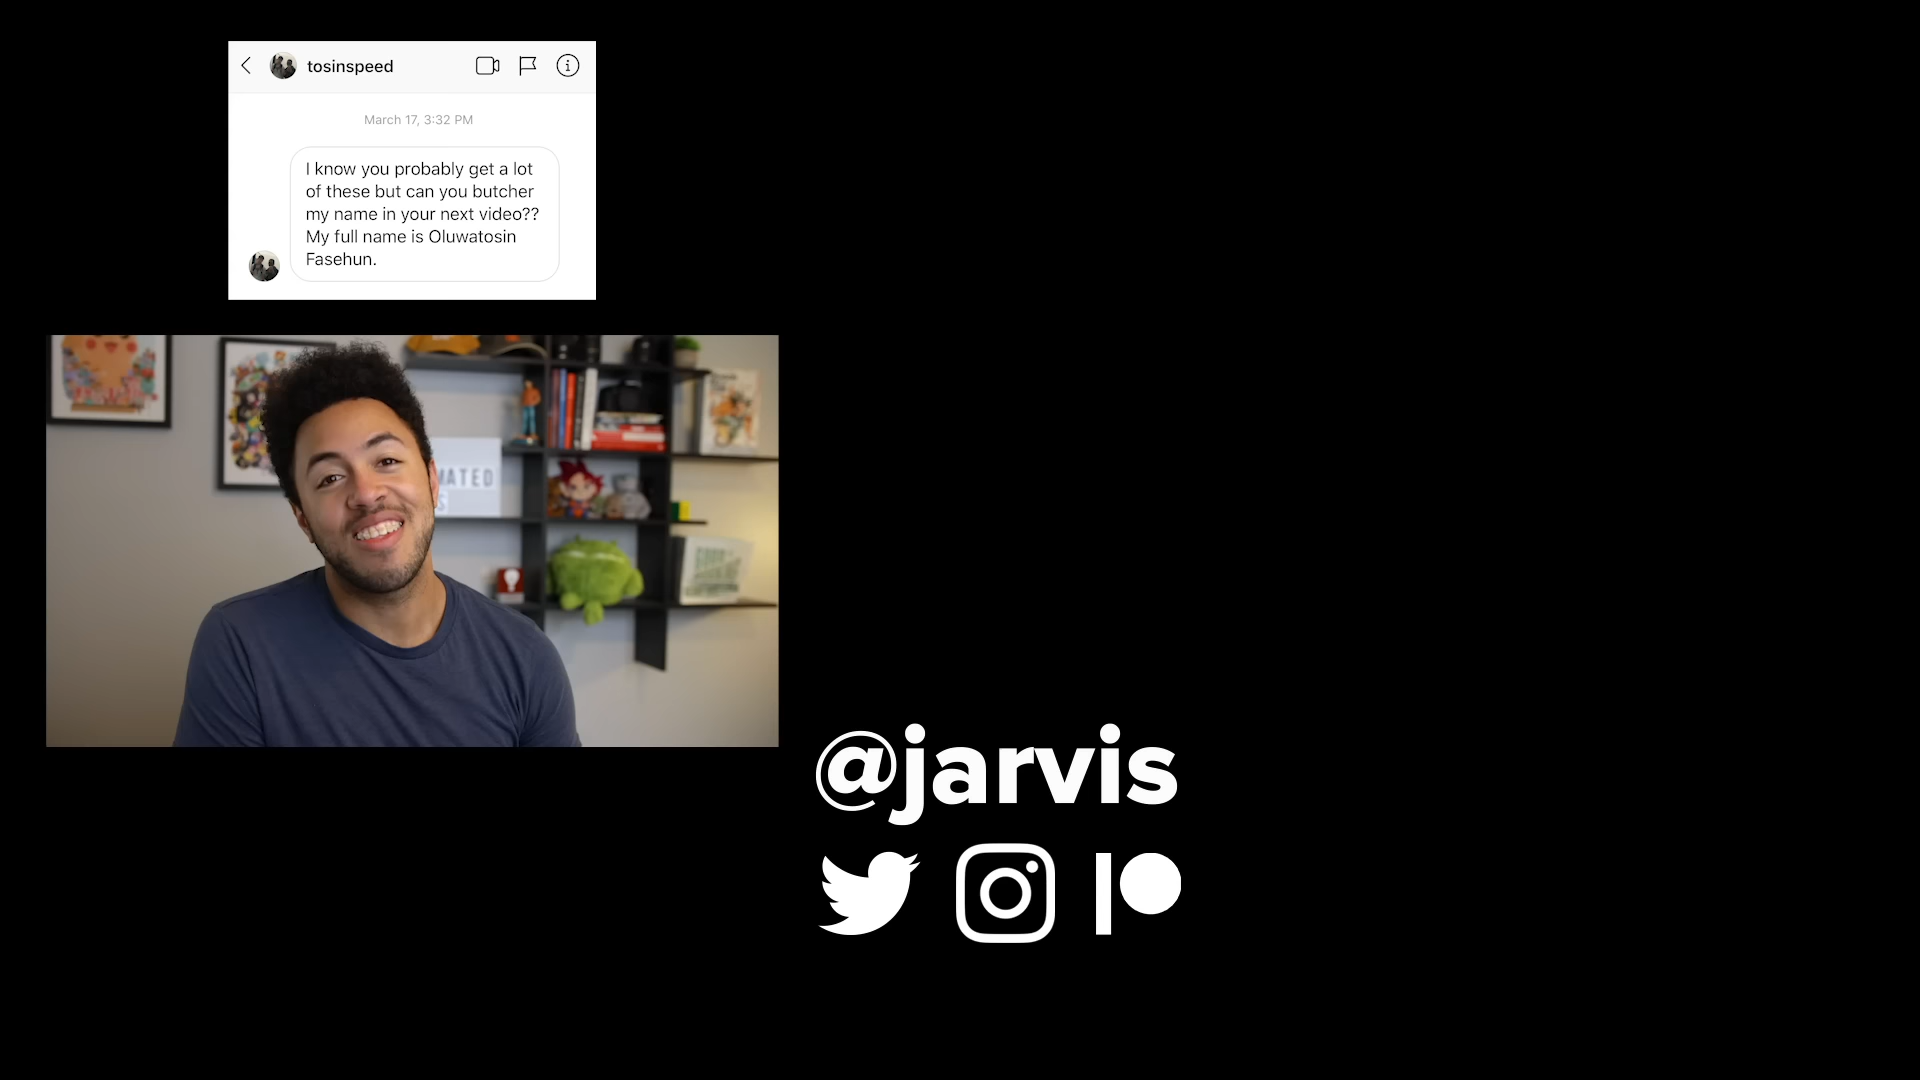 tosinspeed
March 17, 3:32 PM
I know you probably get a lot
of these but can you butcher
my name in your next video??
My full name is Oluwatosin
Fasehun.
MATED
S
@jarvis